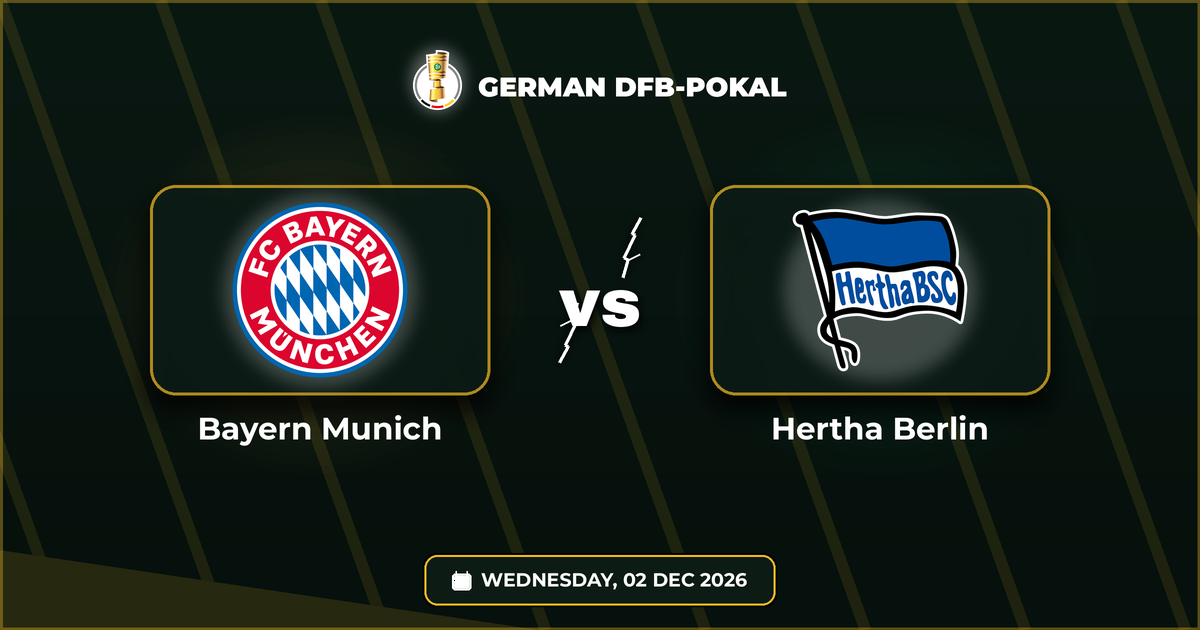 GERMAN DFB-POKAL
FC BAYERN
MÜNCHEN
VS
HerthaBSC
Bayern Munich
Hertha Berlin
WEDNESDAY, 02 DEC 2026